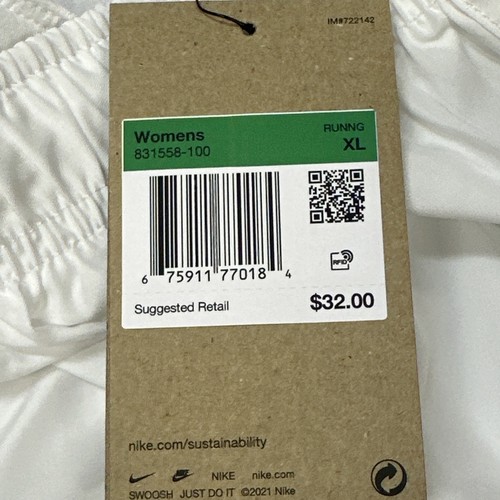 IM#722142
Womens
RUNNG
831558-100
XL
RFID
6 75911 77018 4
Suggested Retail
$32.00
nike.com/sustainability
NIKE nike.com
SWOOSH JUST DO IT ©2021 Nike